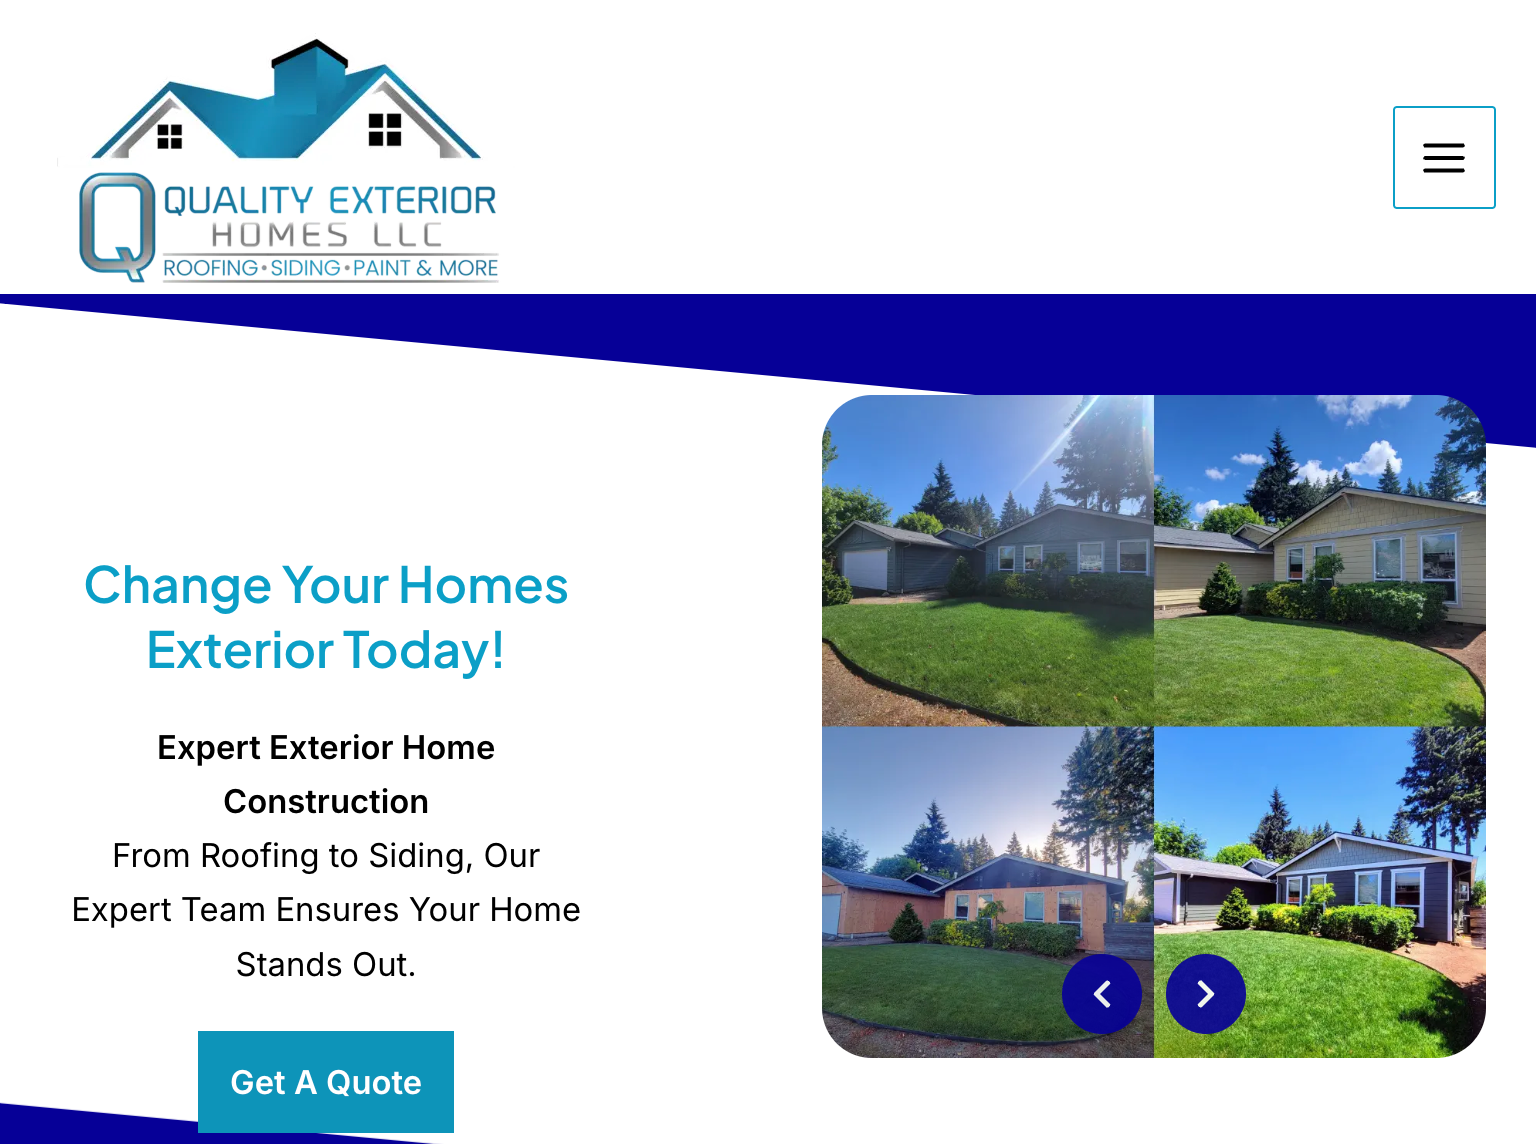 QUALITY EXTERIOR
HOMES LLC
ROOFING•SIDING•PAINT & MORE
Change Your Homes
Exterior Today!
Expert Exterior Home
Construction
From Roofing to Siding, Our
Expert Team Ensures Your Home
Stands Out.
Get A Quote